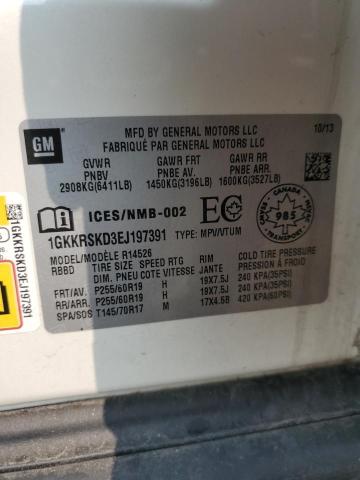 GM
10/13
MFD BY GENERAL MOTORS LLC
FABRIQUÉ PAR GENERAL MOTORS LLC
GVWR GAWR FRT GAWR RR
PNBV PNBE AV. PNBE ARR.
2908KG(6411LB) 1450KG(3196LB) 1600KG(3527LB)
ICES/NMB-002 EC
CANADA
985
1GKKRSKD3EJ197391 TYPE: MPV/VTUM
MODEL/MODÈLE R14526
RBBD TIRE SIZE SPEED RTG RIM COLD TIRE PRESSURE
DIM. PNEU COTE VITESSE JANTE PRESSION À FROID
FRT/AV. P255/60R19 H 19X7.5J 240 KPA(35PSI)
RR/ARR P255/60R19 H 19X7.5J 240 KPA(35PSI)
SPA/SOS T145/70R17 M 17X4.5B 420 KPA(60PSI)
1GKKRSKD3EJ197391